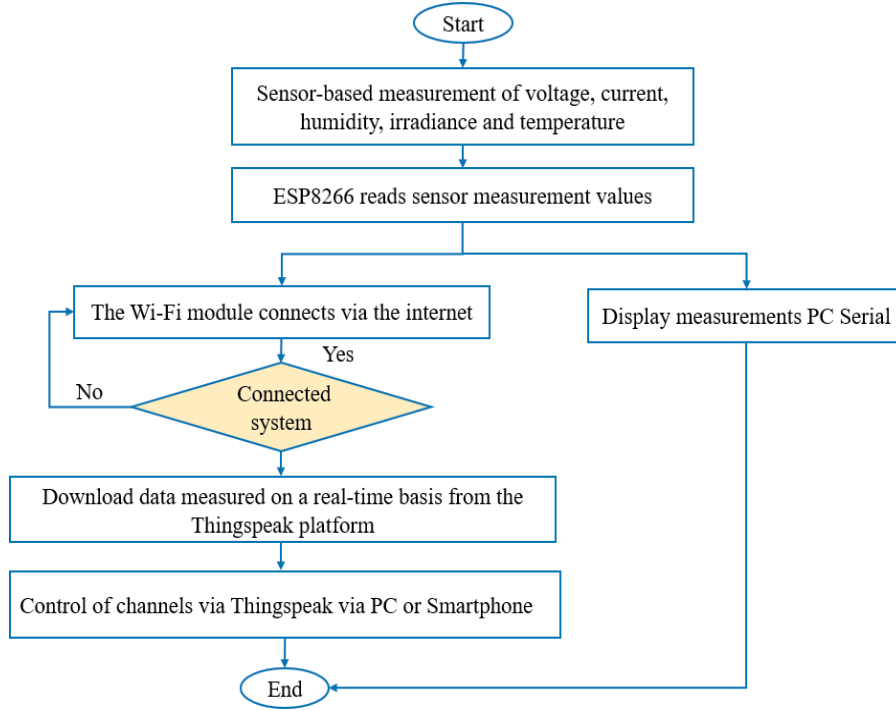 Start
Sensor-based measurement of voltage, current,
humidity, irradiance and temperature
ESP8266 reads sensor measurement values
The Wi-Fi module connects via the internet
Display measurements PC Serial
Yes
No
Connected
system
Download data measured on a real-time basis from the
Thingspeak platform
Control of channels via Thingspeak via PC or Smartphone
End